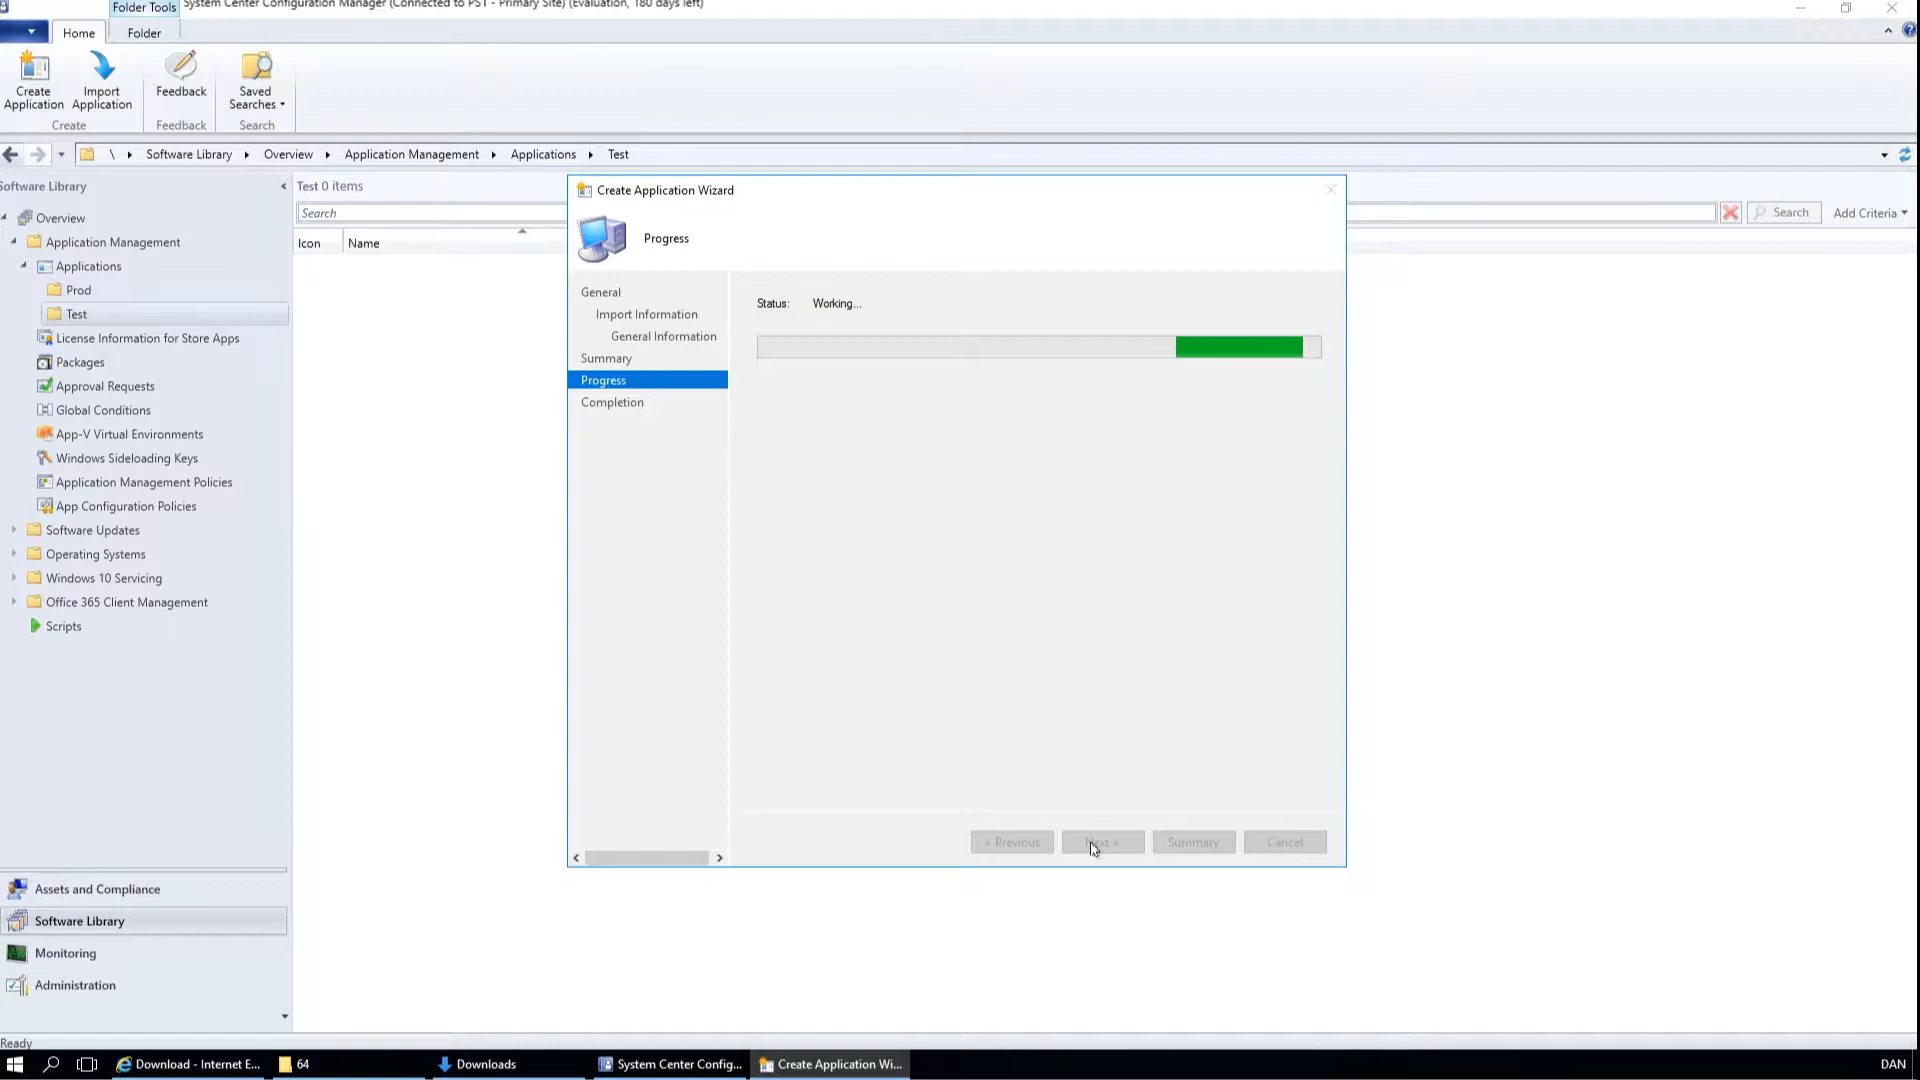 Folder Tools
System Center Configuration Manager (Connected to PS1 - Primary Site) (Evaluation, 180 days left)
Home
Folder
Create Application
Import Application
Feedback
Saved Searches
Create
Feedback
Search
\ Software Library Overview Application Management Applications Test
Software Library
Test 0 items
Search
Search
Add Criteria
Icon
Name
Overview
Application Management
Applications
Prod
Test
License Information for Store Apps
Packages
Approval Requests
Global Conditions
App-V Virtual Environments
Windows Sideloading Keys
Application Management Policies
App Configuration Policies
Software Updates
Operating Systems
Windows 10 Servicing
Office 365 Client Management
Scripts
Assets and Compliance
Software Library
Monitoring
Administration
Create Application Wizard
Progress
General
Import Information
General Information
Summary
Progress
Completion
Status: Working...
< Previous
Next >
Summary
Cancel
Ready
Download - Internet E...
64
Downloads
System Center Config...
Create Application Wi...
DAN